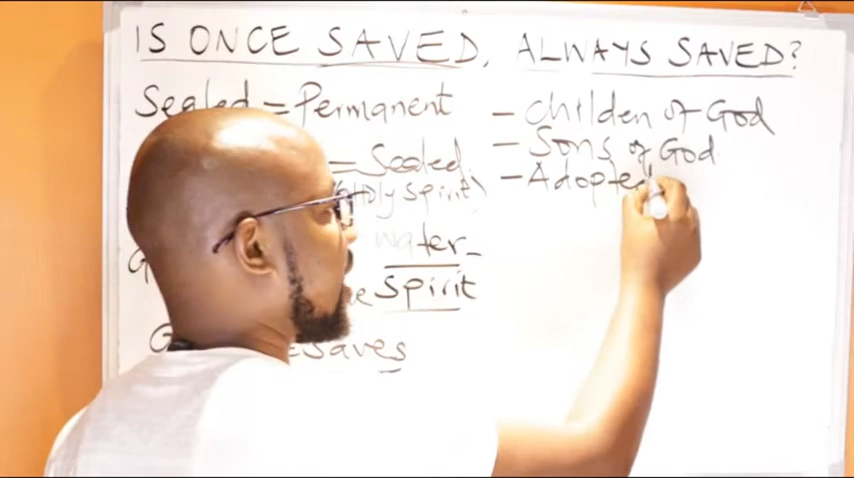 IS ONCE SAVED, ALWAYS SAVED?
Sealed = Permanent
= Sealed
(Holy Spirit)
water
Spirit
saves
- Children of God
- Sons of God
- Adopted